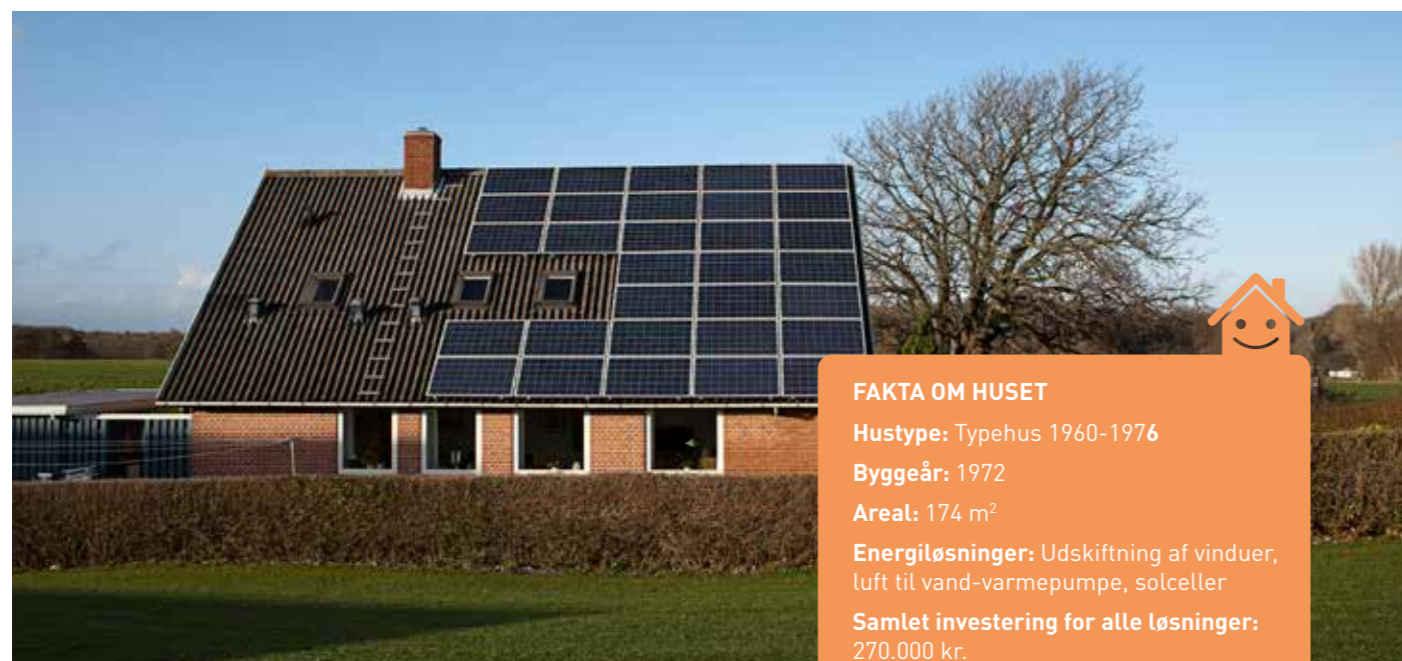 FAKTA OM HUSET
Hustype: Typehus 1960-1976
Byggeår: 1972
Areal: 174 m²
Energiløsninger: Udskiftning af vinduer,
luft til vand-varmepumpe, solceller
Samlet investering for alle løsninger:
270.000 kr.